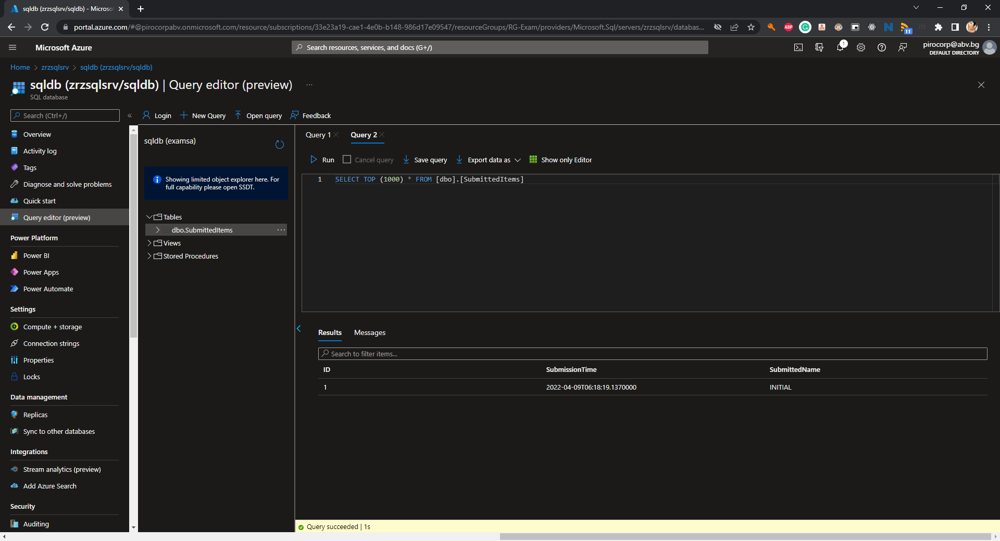 sqldb (zrzsqlsrv/sqldb) - Microso
portal.azure.com/#@pirocorpabv.onmicrosoft.com/resource/subscriptions/33e23a19-cae1-4e0b-b148-986d17e09547/resourceGroups/RG-Exam/providers/Microsoft.Sql/servers/zrzsqlsrv/databas...
ABP
11
Microsoft Azure
Search resources, services, and docs (G+/)
1
pirocorp@abv.bg
DEFAULT DIRECTORY
Home > zrzsqlsrv > sqldb (zrzsqlsrv/sqldb)
sqldb (zrzsqlsrv/sqldb) | Query editor (preview) ...
SQL database
Search (Ctrl+/)
«
Login
New Query
Open query
Feedback
Overview
Activity log
Tags
Diagnose and solve problems
Quick start
Query editor (preview)
Power Platform
Power BI
Power Apps
Power Automate
Settings
Compute + storage
Connection strings
Properties
Locks
Data management
Replicas
Sync to other databases
Integrations
Stream analytics (preview)
Add Azure Search
Security
Auditing
sqldb (examsa)
Showing limited object explorer here. For
full capability please open SSDT.
Tables
dbo.SubmittedItems ...
Views
Stored Procedures
Query 1
Query 2
Run
Cancel query
Save query
Export data as
Show only Editor
1 SELECT TOP (1000) * FROM [dbo].[SubmittedItems]
Results Messages
Search to filter items...
ID SubmissionTime SubmittedName
1 2022-04-09T06:18:19.1370000 INITIAL
Query succeeded | 1s